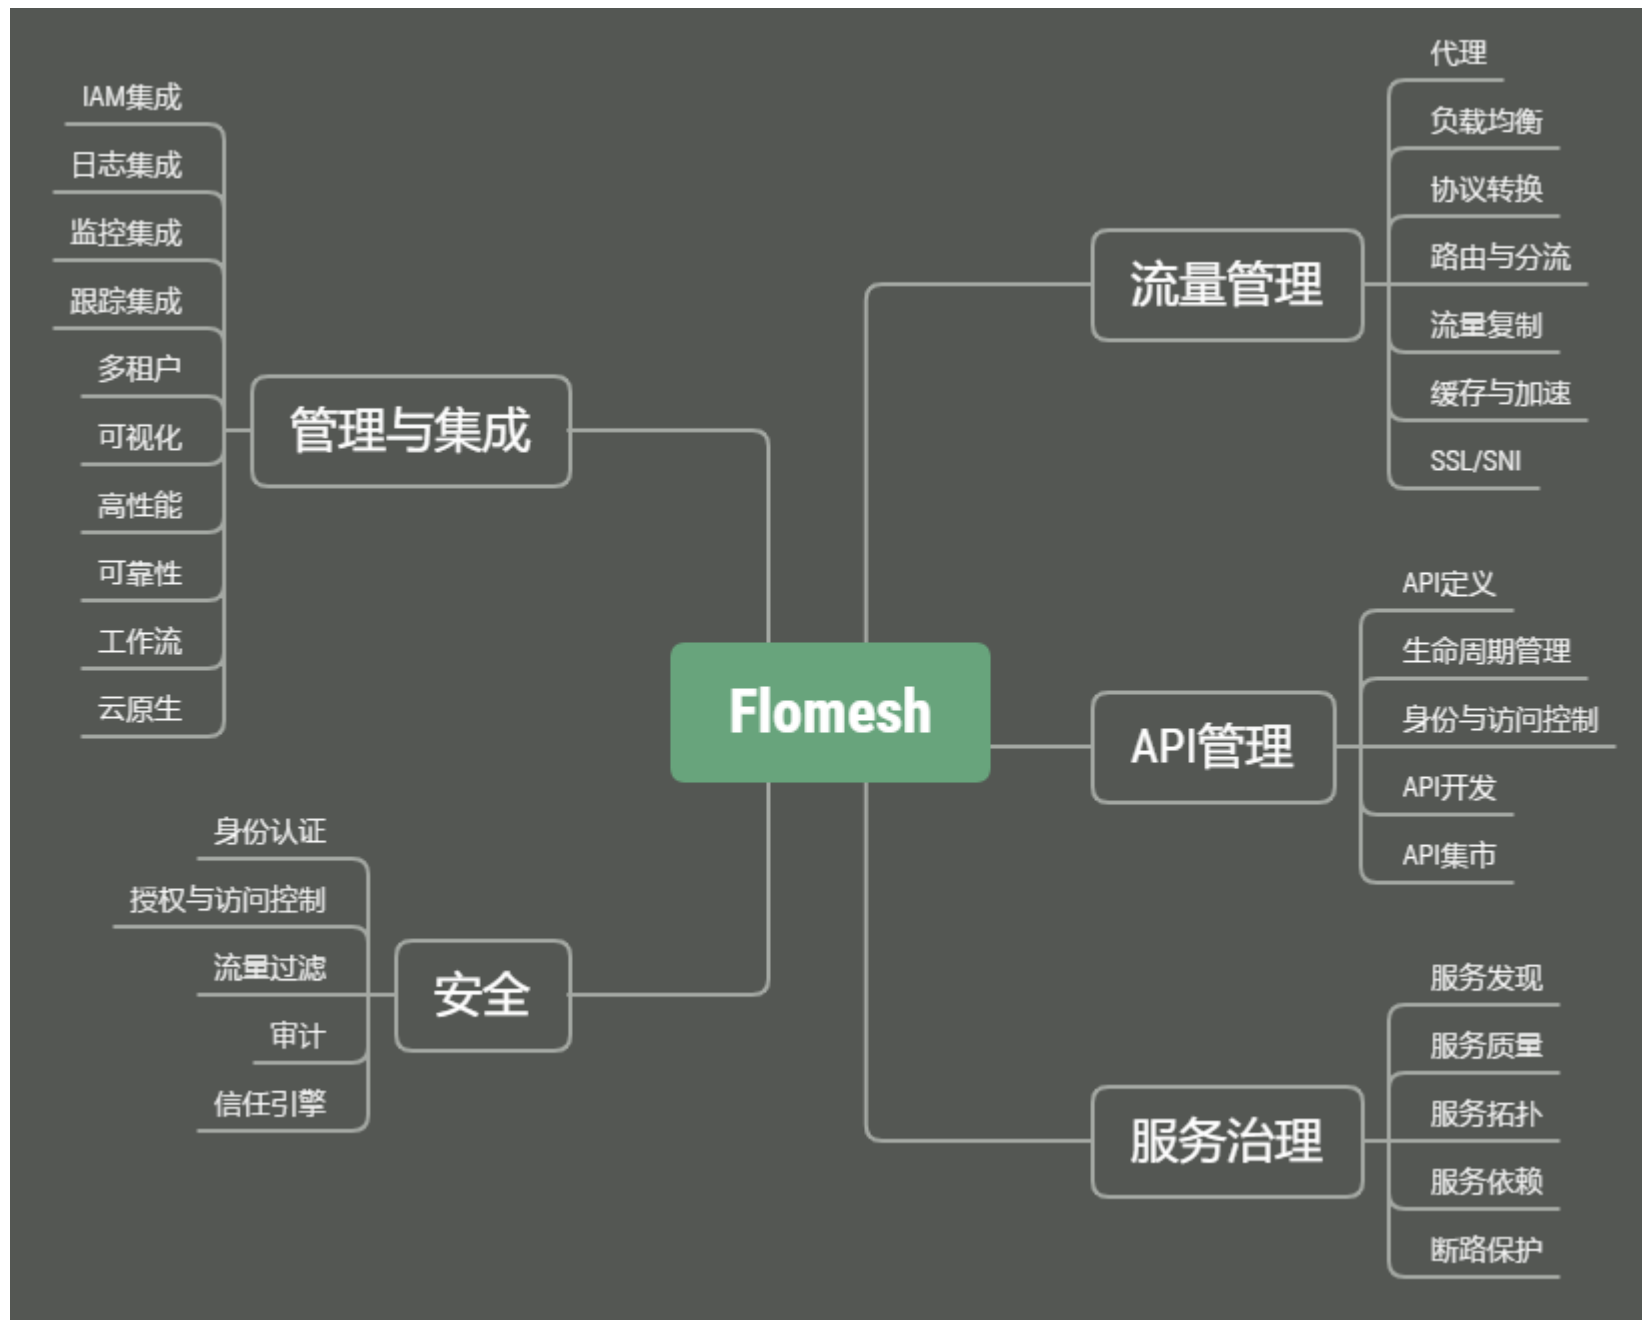 Flomesh
流量管理
代理
负载均衡
协议转换
路由与分流
流量复制
缓存与加速
SSL/SNI
API管理
API定义
生命周期管理
身份与访问控制
API开发
API集市
服务治理
服务发现
服务质量
服务拓扑
服务依赖
断路保护
管理与集成
IAM集成
日志集成
监控集成
跟踪集成
多租户
可视化
高性能
可靠性
工作流
云原生
安全
身份认证
授权与访问控制
流量过滤
审计
信任引擎